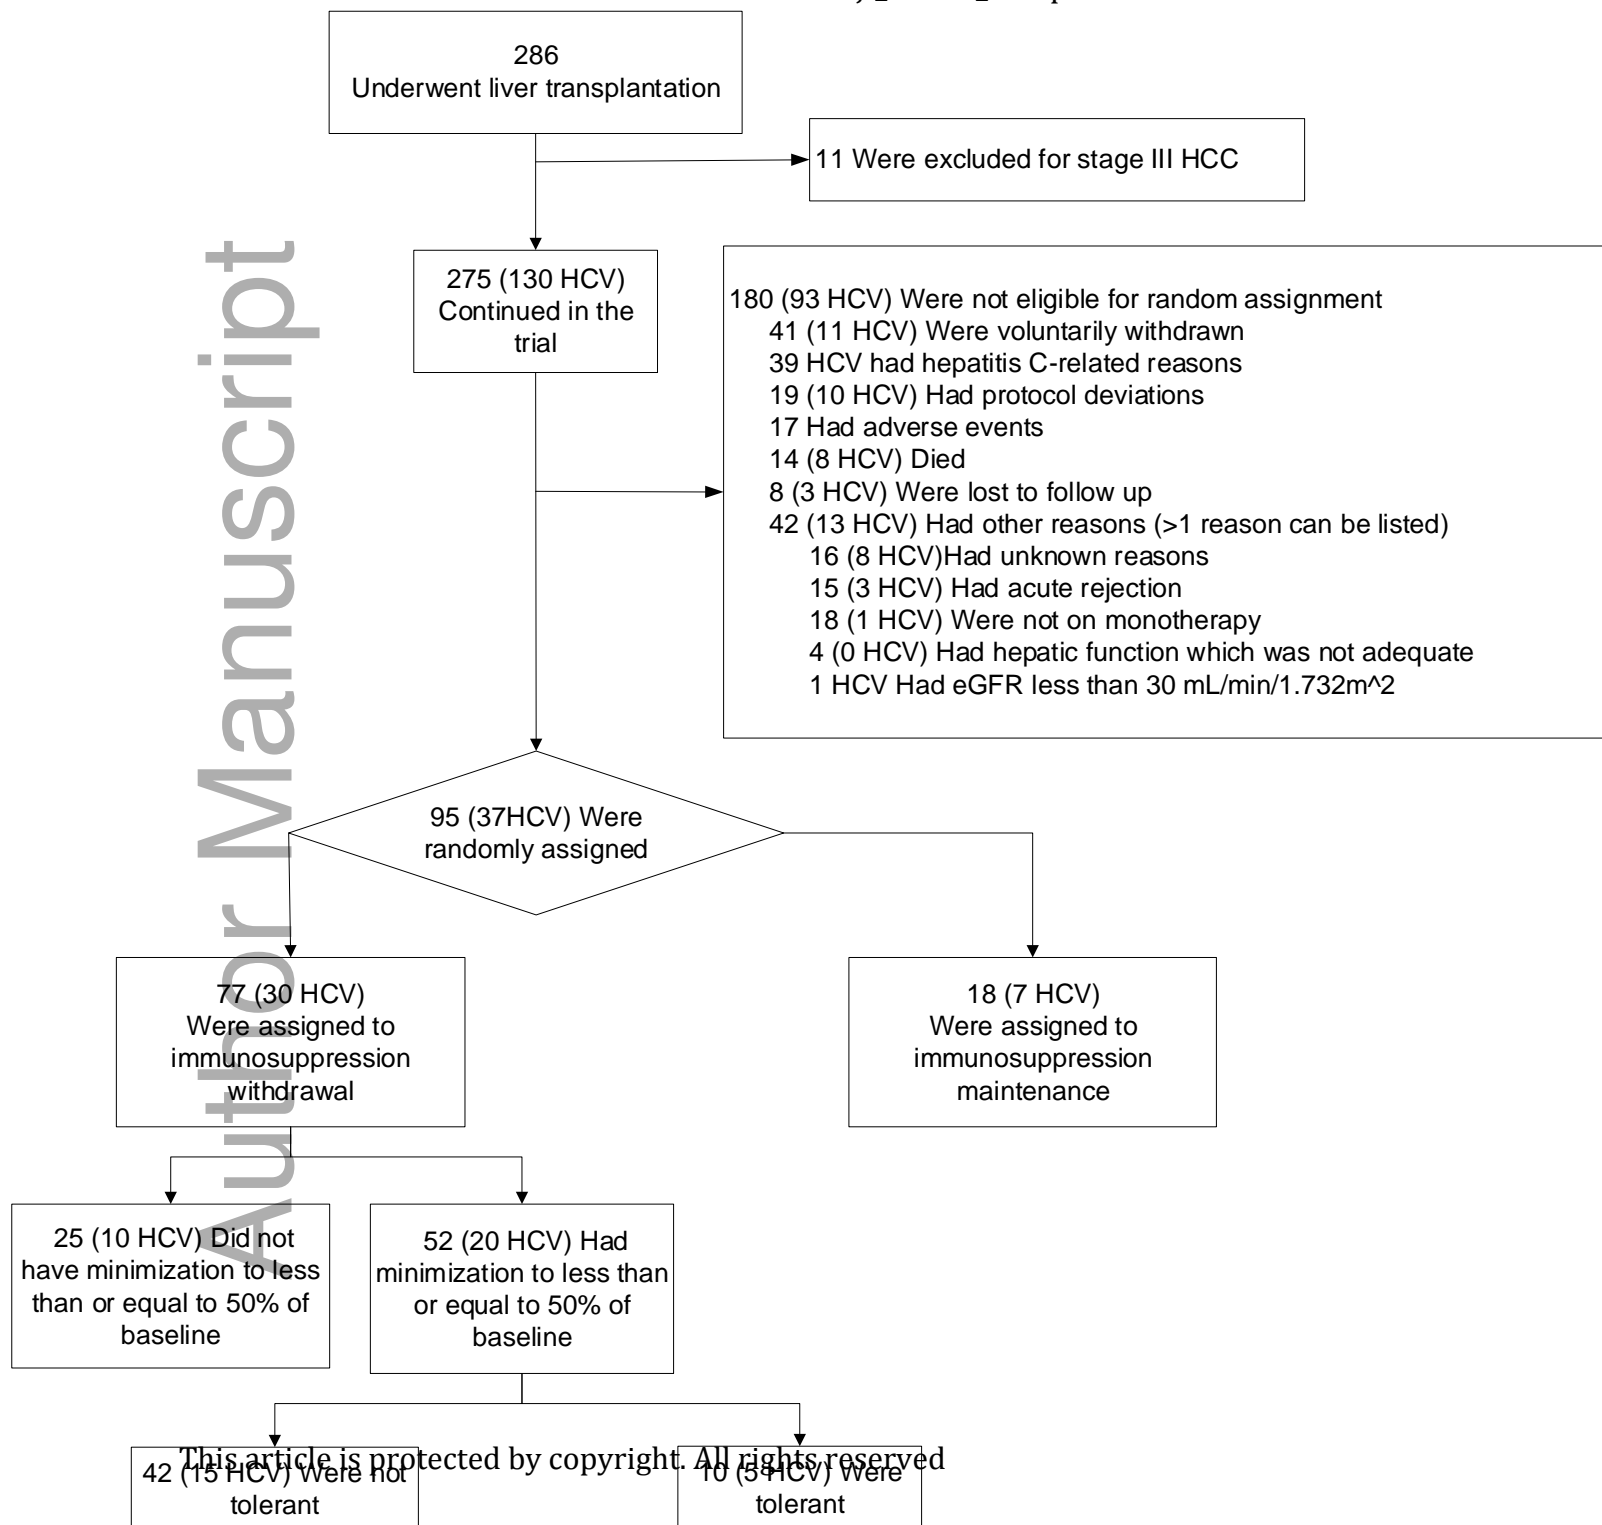 286
Underwent liver transplantation
11 Were excluded for stage III HCC
275 (130 HCV)
Continued in the
trial
180 (93 HCV) Were not eligible for random assignment
41 (11 HCV) Were voluntarily withdrawn
39 HCV had hepatitis C-related reasons
19 (10 HCV) Had protocol deviations
17 Had adverse events
14 (8 HCV) Died
8 (3 HCV) Were lost to follow up
42 (13 HCV) Had other reasons (>1 reason can be listed)
16 (8 HCV)Had unknown reasons
15 (3 HCV) Had acute rejection
18 (1 HCV) Were not on monotherapy
4 (0 HCV) Had hepatic function which was not adequate
1 HCV Had eGFR less than 30 mL/min/1.732m^2
95 (37HCV) Were
randomly assigned
77 (30 HCV)
Were assigned to
immunosuppression
withdrawal
18 (7 HCV)
Were assigned to
immunosuppression
maintenance
25 (10 HCV) Did not
have minimization to less
than or equal to 50% of
baseline
52 (20 HCV) Had
minimization to less than
or equal to 50% of
baseline
42 (15 HCV) Were not
tolerant
10 (5 HCV) Were
tolerant
This article is protected by copyright. All rights reserved
Author Manuscript